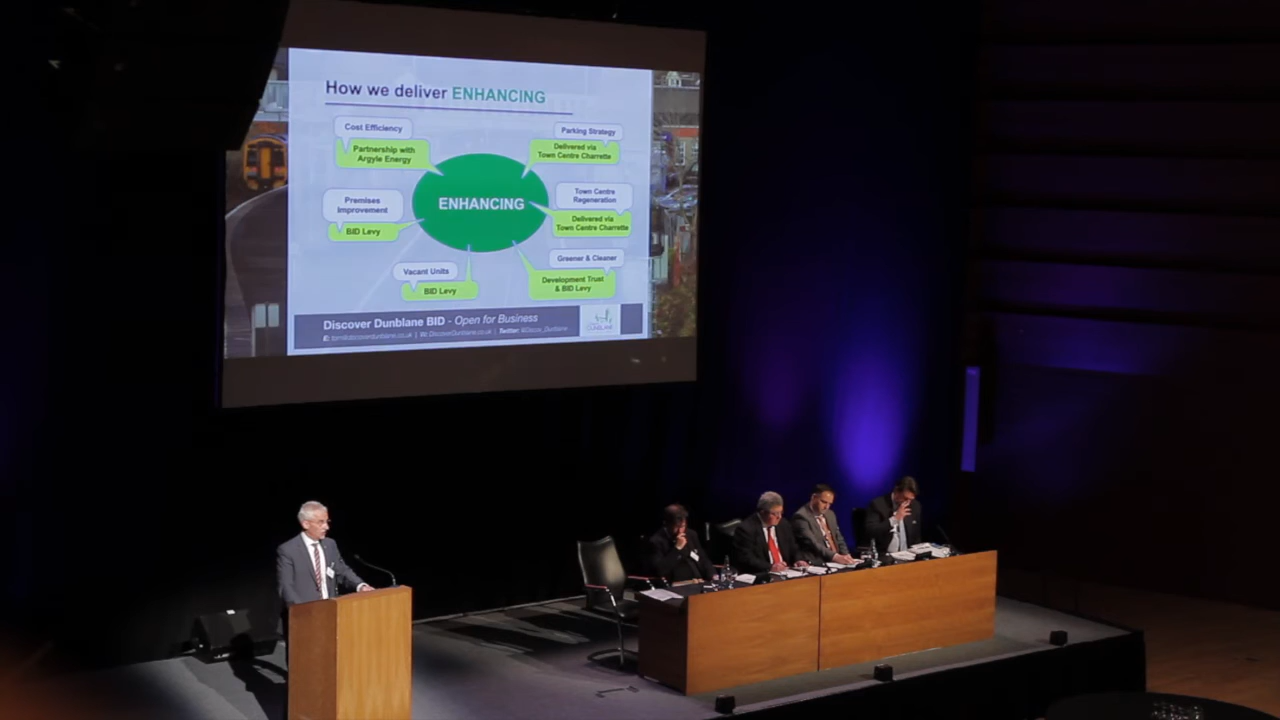 How we deliver ENHANCING
Cost Efficiency
Partnership with
Argyle Energy
Parking Strategy
Delivered via
Town Centre Charrette
Premises
Improvement
BID Levy
ENHANCING
Town Centre
Regeneration
Delivered via
Town Centre Charrette
Vacant Units
BID Levy
Greener & Cleaner
Development Trust
& BID Levy
Discover Dunblane BID - Open for Business
Twitter:
DUNBLANE